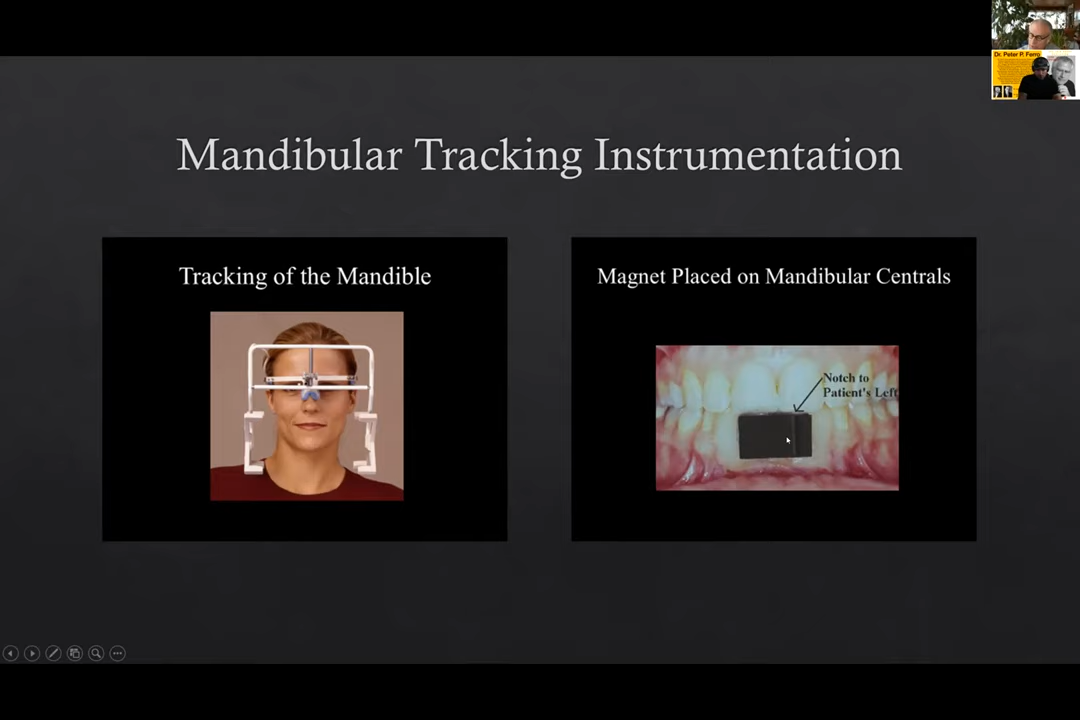 Dr. Peter P. Ferro
Mandibular Tracking Instrumentation
Tracking of the Mandible
Magnet Placed on Mandibular Centrals
Notch to
Patient's Left